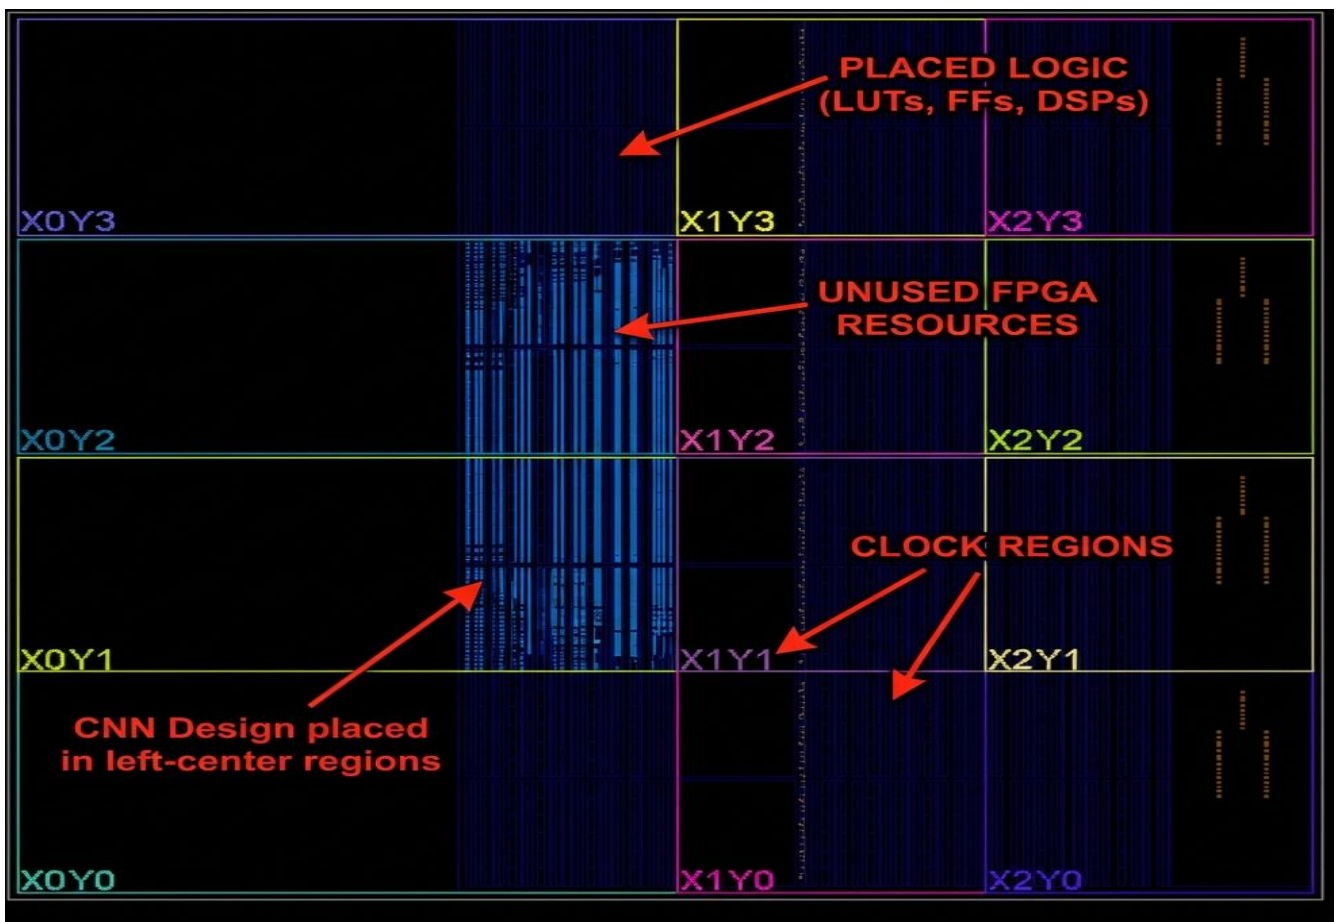 PLACED LOGIC
(LUTs, FFs, DSPs)
X0Y3
X1Y3
X2Y3
UNUSED FPGA
RESOURCES
X0Y2
X1Y2
X2Y2
CLOCK REGIONS
X0Y1
X1Y1
X2Y1
CNN Design placed
in left-center regions
X0Y0
X1Y0
X2Y0